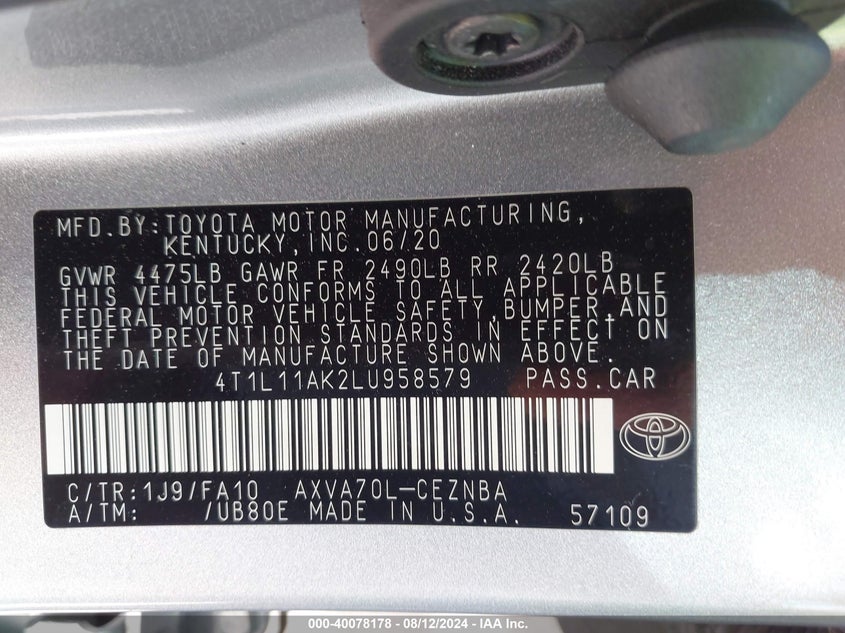 MFD.BY:TOYOTA MOTOR MANUFACTURING,
KENTUCKY,INC.06/20
GVWR 4475LB GAWR FR 2490LB RR 2420LB
THIS VEHICLE CONFORMS TO ALL APPLICABLE
FEDERAL MOTOR VEHICLE SAFETY,BUMPER,AND
THEFT PREVENTION STANDARDS IN EFFECT ON
THE DATE OF MANUFACTURE SHOWN ABOVE.
4T1L11AK2LU958579 PASS.CAR
C/TR:1J9/FA10 AXVA70L-CEZNBA
A/TM: /UB80E MADE IN U.S.A. 57109
000-40078178 - 08/12/2024 - IAA Inc.